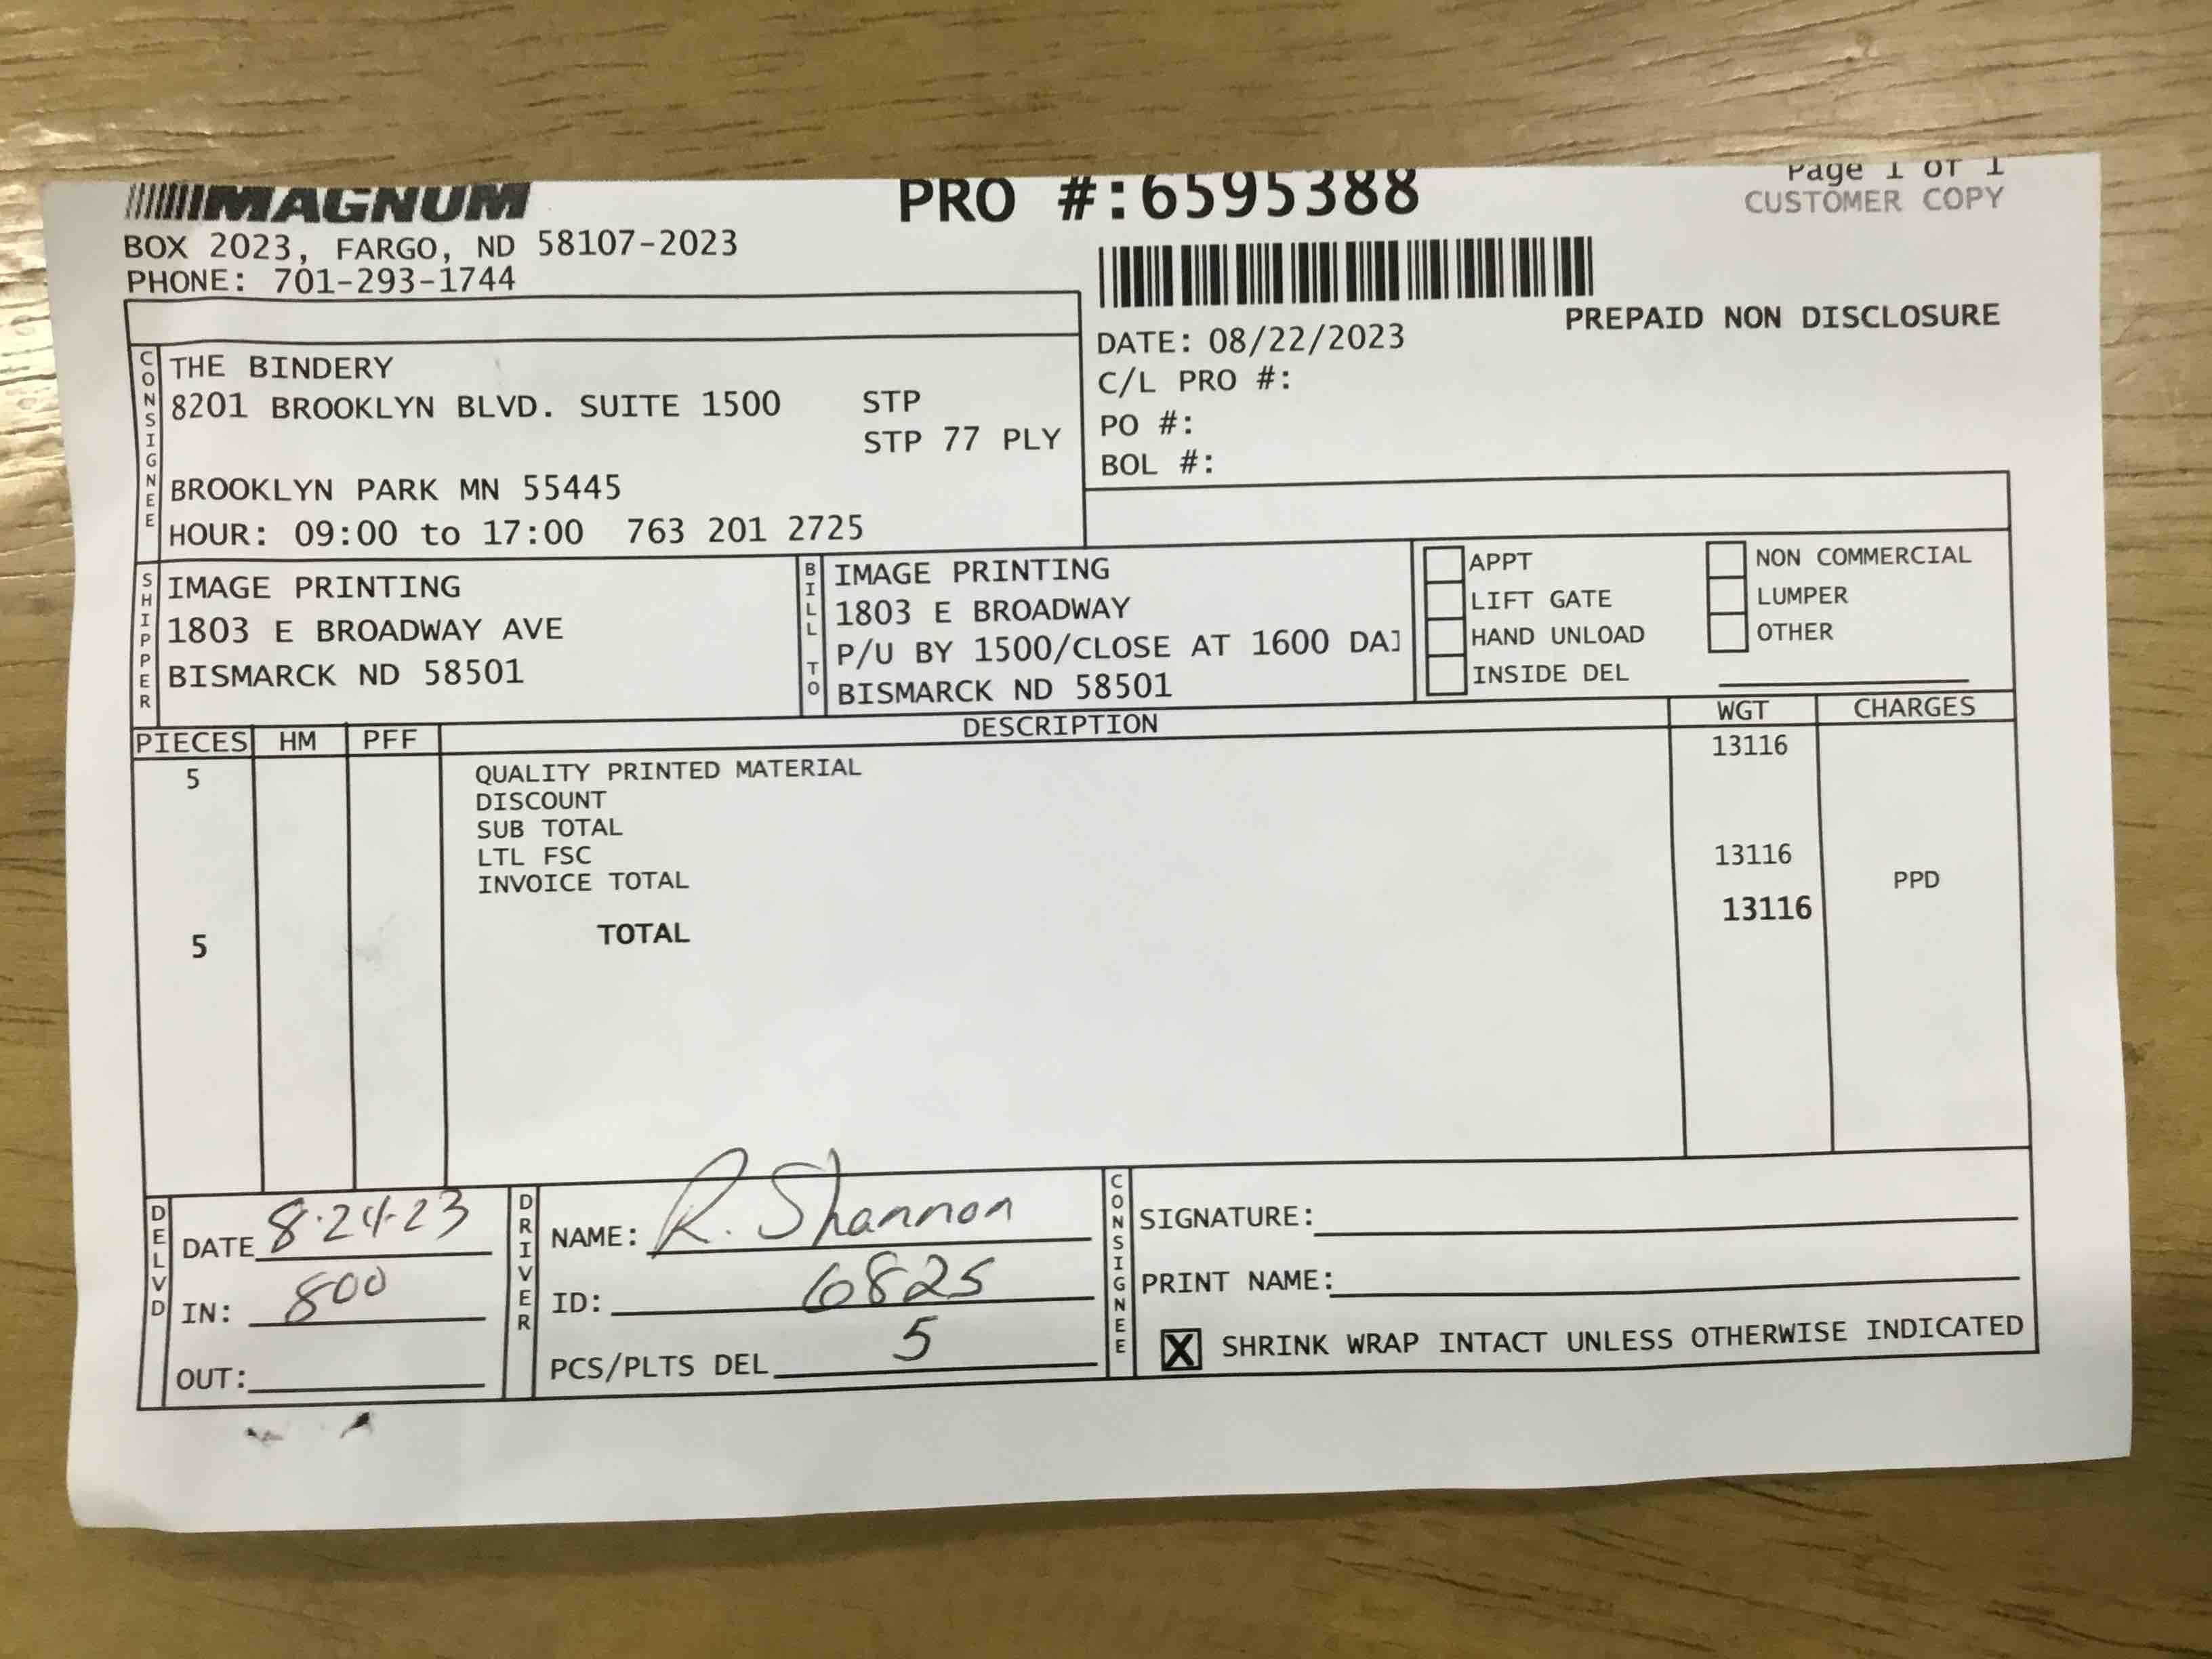 MAGNUM
BOX 2023, FARGO, ND 58107-2023
PHONE: 701-293-1744
PRO #:6595388
Page 1 of 1
CUSTOMER COPY
PREPAID NON DISCLOSURE
DATE: 08/22/2023
C/L PRO #:
PO #:
BOL #:
CONSIGNEE
THE BINDERY
8201 BROOKLYN BLVD. SUITE 1500 STP
STP 77 PLY
BROOKLYN PARK MN 55445
HOUR: 09:00 to 17:00 763 201 2725
SHIPPER
IMAGE PRINTING
1803 E BROADWAY AVE
BISMARCK ND 58501
BILL TO
IMAGE PRINTING
1803 E BROADWAY
P/U BY 1500/CLOSE AT 1600 DAI
BISMARCK ND 58501
APPT
LIFT GATE
HAND UNLOAD
INSIDE DEL
NON COMMERCIAL
LUMPER
OTHER
PIECES HM PFF DESCRIPTION WGT CHARGES
5 QUALITY PRINTED MATERIAL 13116
DISCOUNT
SUB TOTAL
LTL FSC 13116
INVOICE TOTAL PPD
5 TOTAL 13116
DELVD
DATE 8-24-23
IN: 800
OUT:
DRIVER
NAME: R. Shannon
ID: 6825
PCS/PLTS DEL 5
CONSIGNEE
SIGNATURE:
PRINT NAME:
X SHRINK WRAP INTACT UNLESS OTHERWISE INDICATED